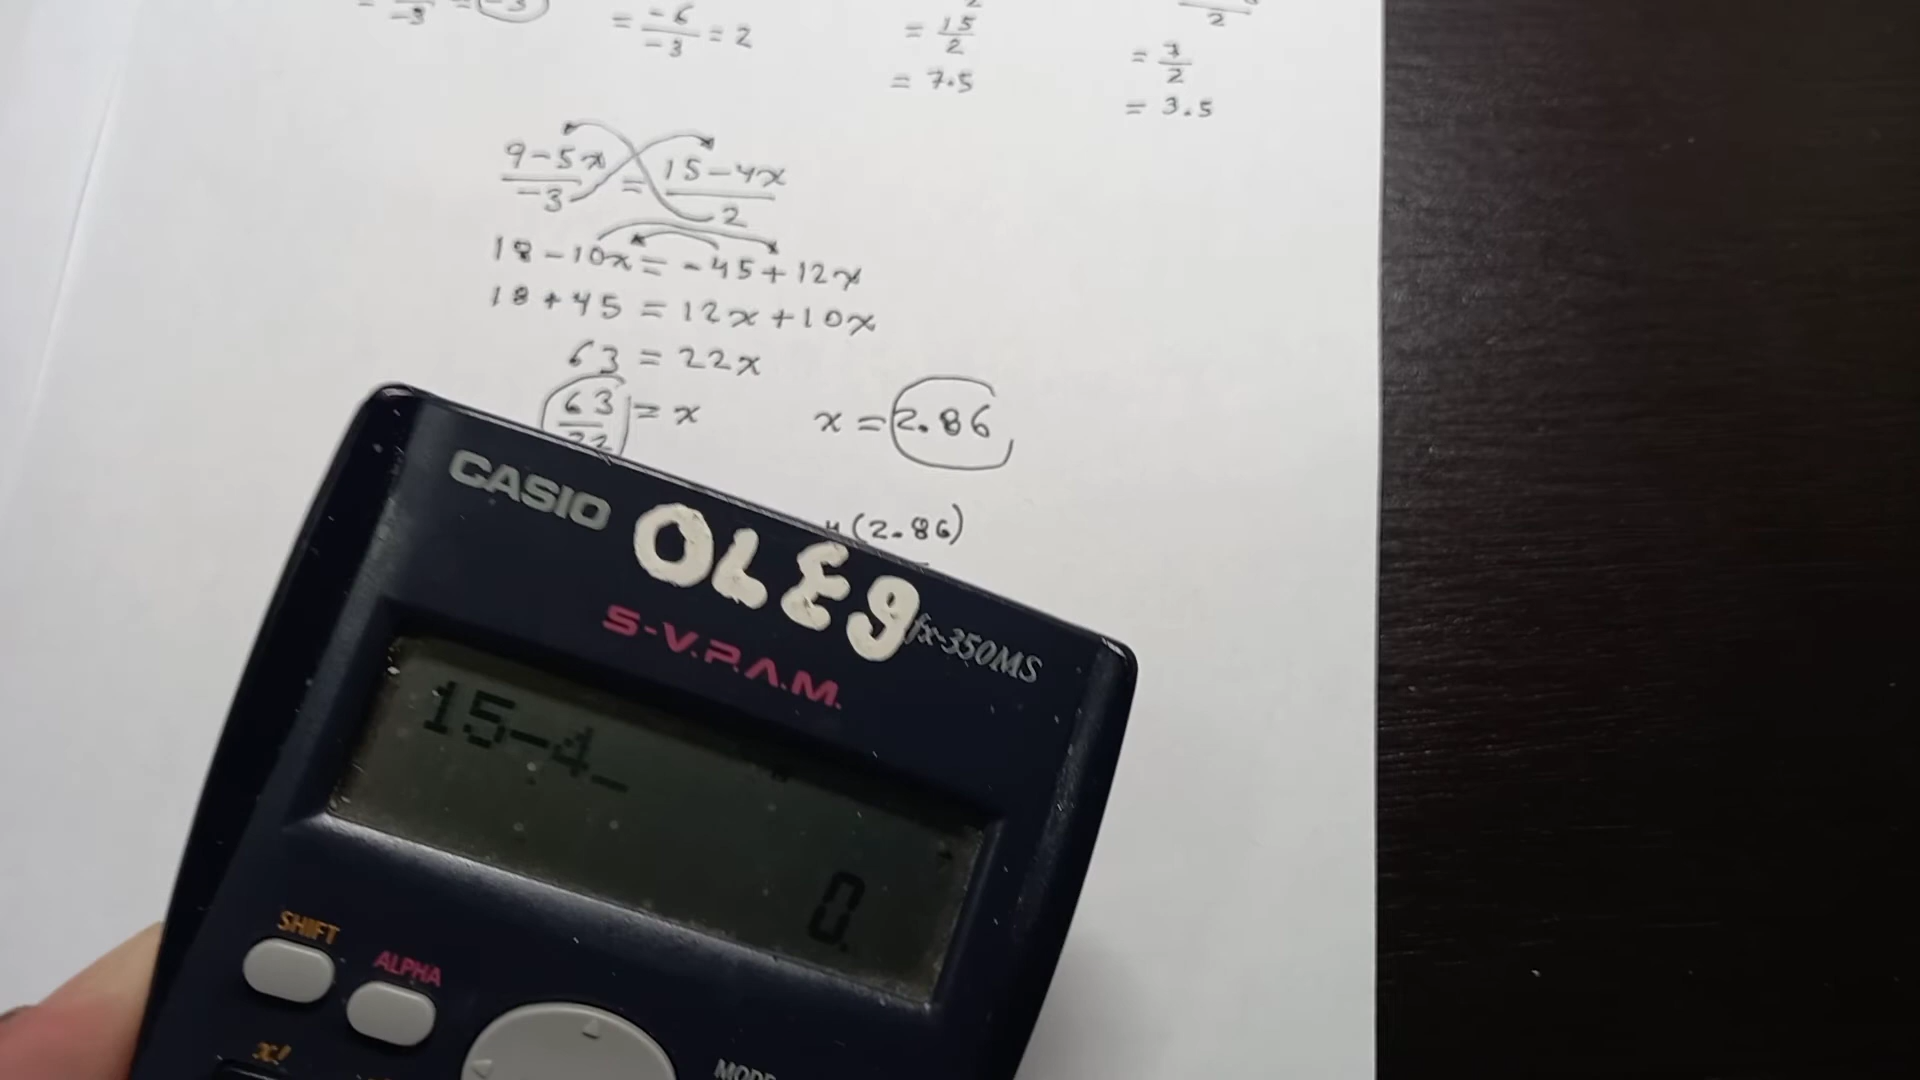 = -6/-3 = 2
= 15/2
= 7.5
= 7/2
= 3.5
9-5x/-3 = 15-4x/2
18-10x = -45+12x
18+45 = 12x+10x
63 = 22x
63/22 = x
x = 2.86
(2.86)
CASIO
OLEg
fx-350MS
S-V.P.A.M.
15-4_
0.
SHIFT
ALPHA
x!